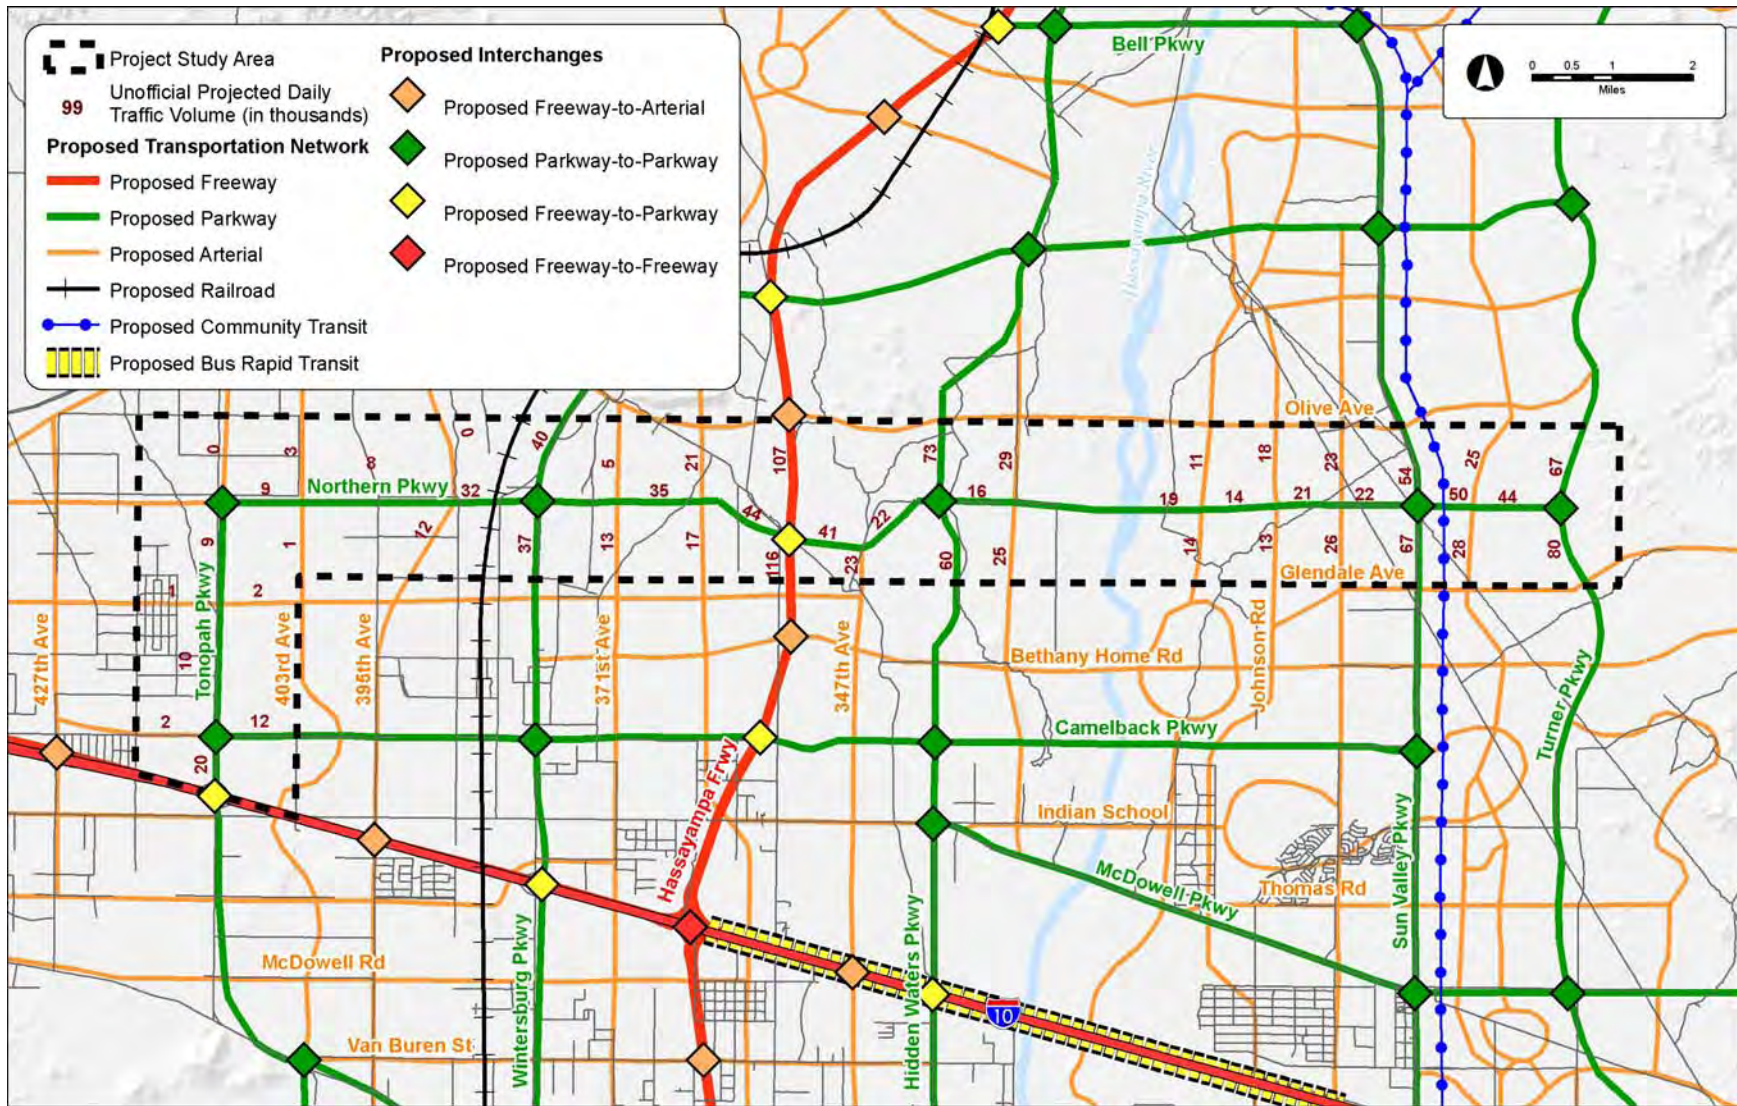 Project Study Area
99
Unofficial Projected Daily
Traffic Volume (in thousands)
Proposed Transportation Network
Proposed Freeway
Proposed Parkway
Proposed Arterial
Proposed Railroad
Proposed Community Transit
Proposed Bus Rapid Transit
Proposed Interchanges
Proposed Freeway-to-Arterial
Proposed Parkway-to-Parkway
Proposed Freeway-to-Parkway
Proposed Freeway-to-Freeway
Bell Pkwy
0 0.5 1 2
Miles
Hassayampa River
Olive Ave
0 3 8 0 40 5 21 107 73 29 11 18 23 54 25 67
9 Northern Pkwy 32 35 44 41 22 16 19 14 21 22 50 44
9 1 12 37 13 17 116 23 60 25 14 13 26 67 28 80
Glendale Ave
1 2
427th Ave
Tonopah Pkwy
10
403rd Ave
395th Ave
371st Ave
347th Ave
Bethany Home Rd
Johnson Rd
Turner Pkwy
2 12
Camelback Pkwy
20
Hassayampa Frwy
Indian School
Sun Valley Pkwy
McDowell Pkwy
Thomas Rd
McDowell Rd
Wintersburg Pkwy
Hidden Waters Pkwy
10
Van Buren St